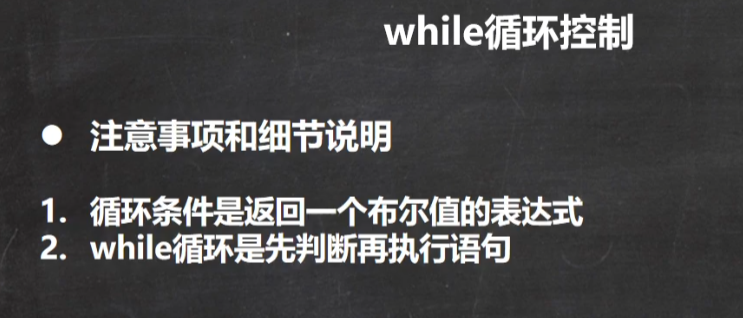 while循环控制
● 注意事项和细节说明
1. 循环条件是返回一个布尔值的表达式
2. while循环是先判断再执行语句